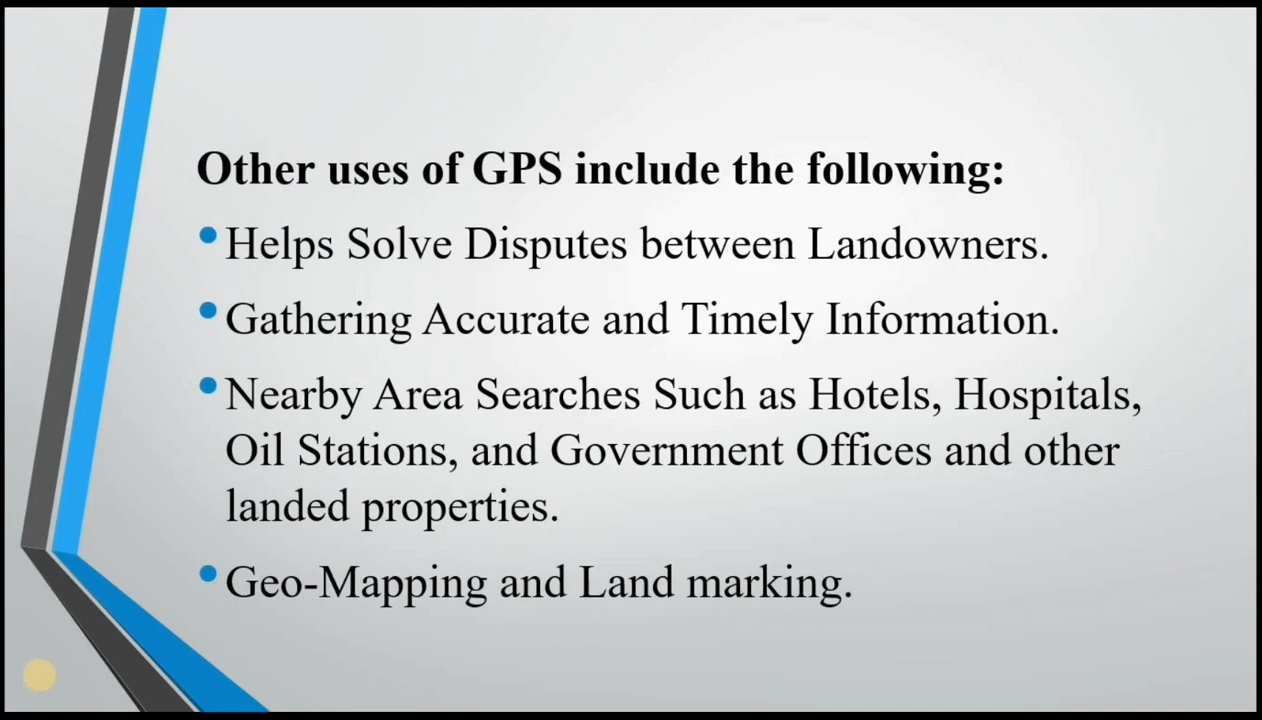 Other uses of GPS include the following:
•Helps Solve Disputes between Landowners.
•Gathering Accurate and Timely Information.
•Nearby Area Searches Such as Hotels, Hospitals,
Oil Stations, and Government Offices and other
landed properties.
•Geo-Mapping and Land marking.